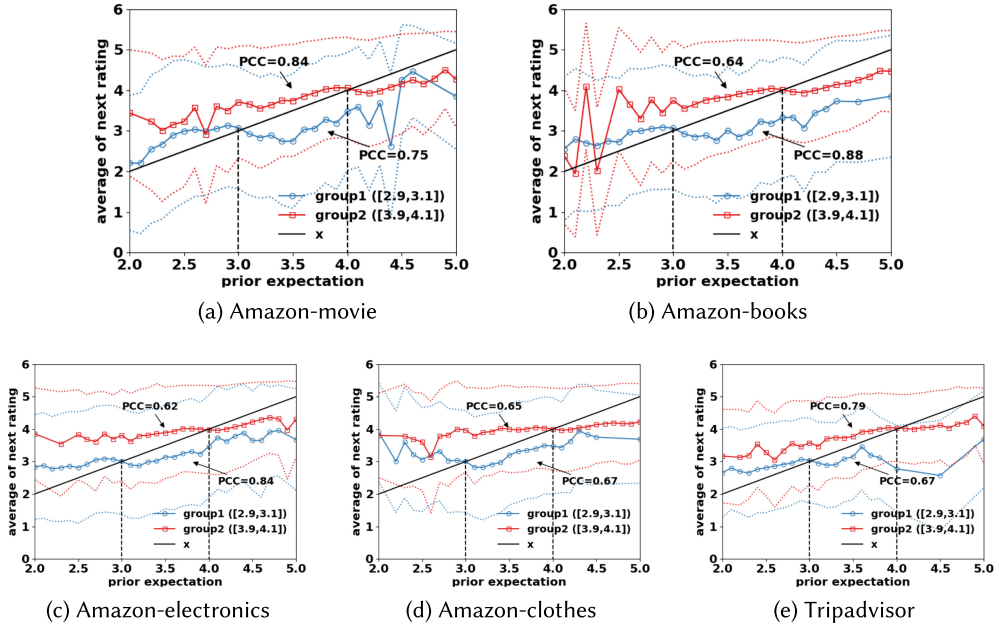 average of next rating
6
5
4
3
2
1
0
PCC=0.84
PCC=0.75
group1 ([2.9,3.1])
group2 ([3.9,4.1])
x
2.0 2.5 3.0 3.5 4.0 4.5 5.0
prior expectation
(a) Amazon-movie
average of next rating
6
5
4
3
2
1
0
PCC=0.64
PCC=0.88
group1 ([2.9,3.1])
group2 ([3.9,4.1])
x
2.0 2.5 3.0 3.5 4.0 4.5 5.0
prior expectation
(b) Amazon-books
average of next rating
6
5
4
3
2
1
0
PCC=0.62
PCC=0.84
group1 ([2.9,3.1])
group2 ([3.9,4.1])
x
2.0 2.5 3.0 3.5 4.0 4.5 5.0
prior expectation
(c) Amazon-electronics
average of next rating
6
5
4
3
2
1
0
PCC=0.65
PCC=0.67
group1 ([2.9,3.1])
group2 ([3.9,4.1])
x
2.0 2.5 3.0 3.5 4.0 4.5 5.0
prior expectation
(d) Amazon-clothes
average of next rating
6
5
4
3
2
1
0
PCC=0.79
PCC=0.67
group1 ([2.9,3.1])
group2 ([3.9,4.1])
x
2.0 2.5 3.0 3.5 4.0 4.5 5.0
prior expectation
(e) Tripadvisor